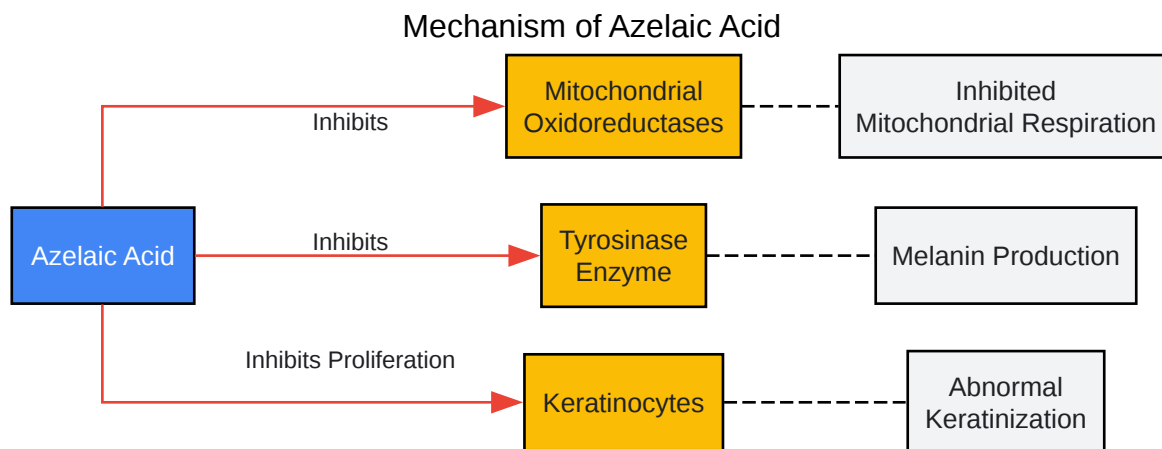 Mechanism of Azelaic Acid
Mitochondrial
Oxidoreductases
Inhibited
Mitochondrial Respiration
Inhibits
Azelaic Acid
Inhibits
Tyrosinase
Enzyme
Melanin Production
Inhibits Proliferation
Keratinocytes
Abnormal
Keratinization